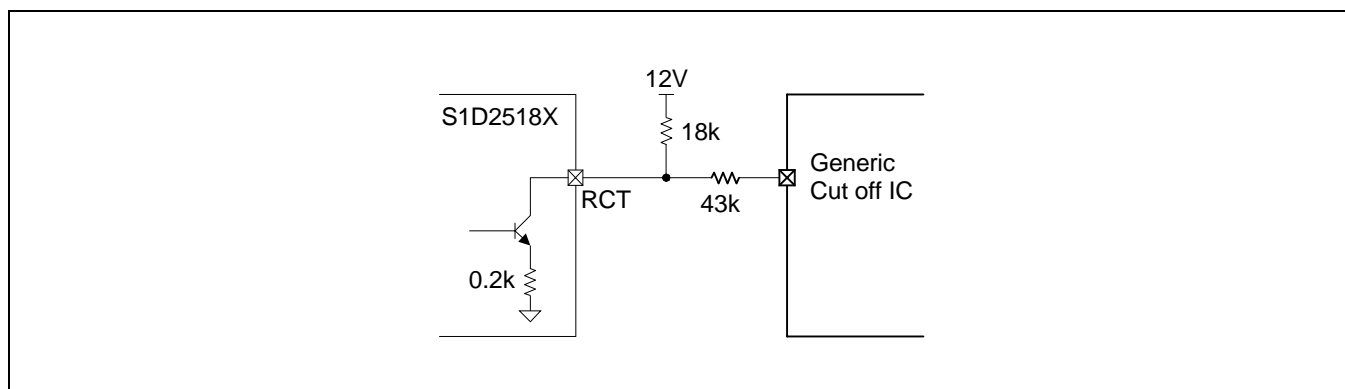 12V
S1D2518X
18k
Generic
Cut off IC
RCT
43k
0.2k